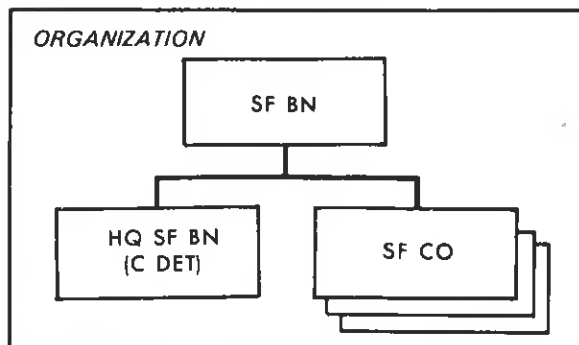 ORGANIZATION
SF BN
HQ SF BN
(C DET)
SF CO